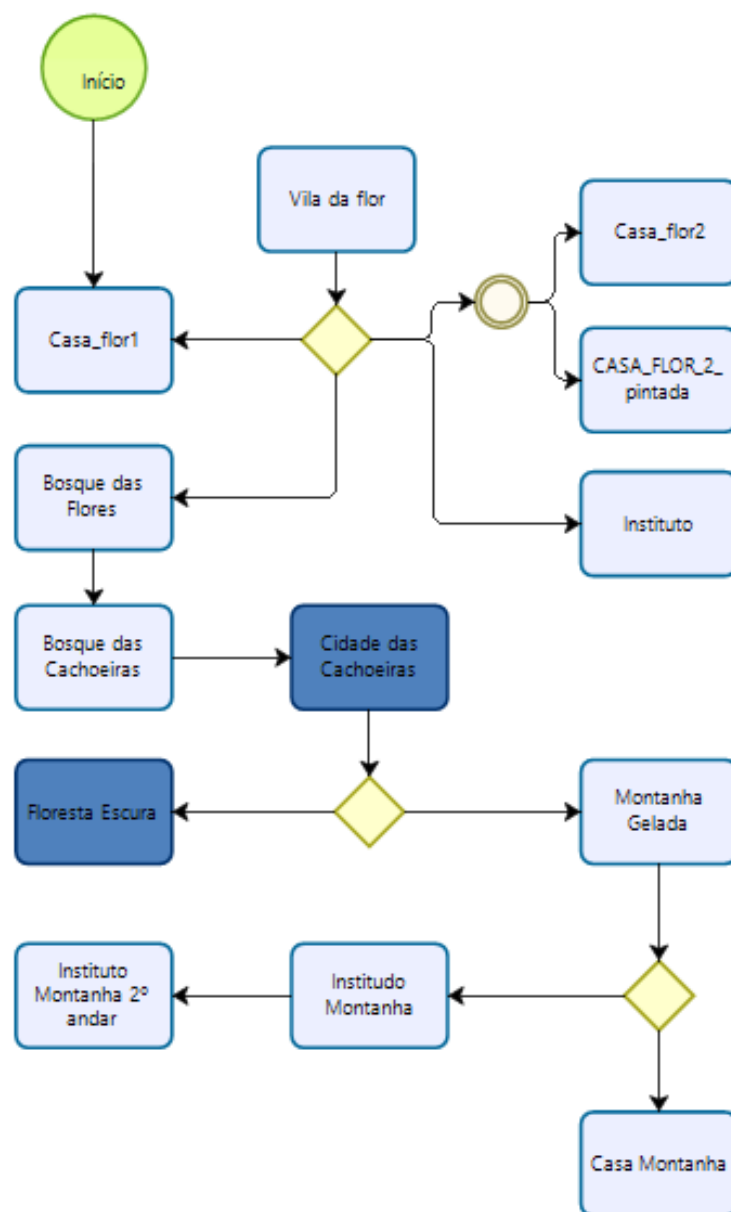 Início
Vila da flor
Casa_flor2
Casa_flor1
CASA_FLOR_2_
pintada
Bosque das
Flores
Instituto
Bosque das
Cachoeiras
Cidade das
Cachoeiras
Floresta Escura
Montanha
Gelada
Instituto
Montanha 2º
andar
Institudo
Montanha
Casa Montanha